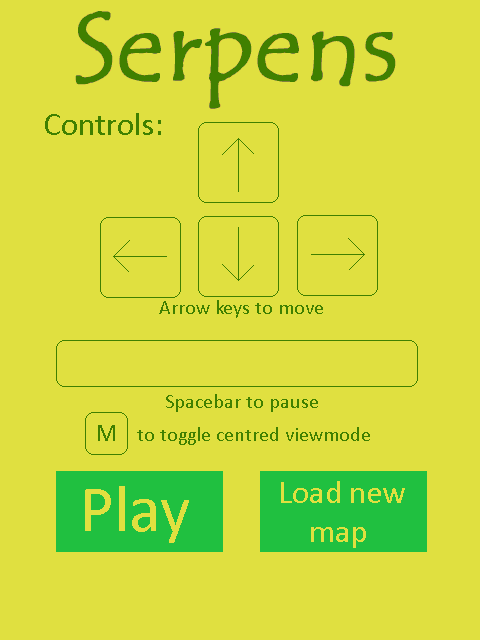 Serpens
Controls:
Arrow keys to move
Spacebar to pause
M to toggle centred viewmode
Play
Load new
map